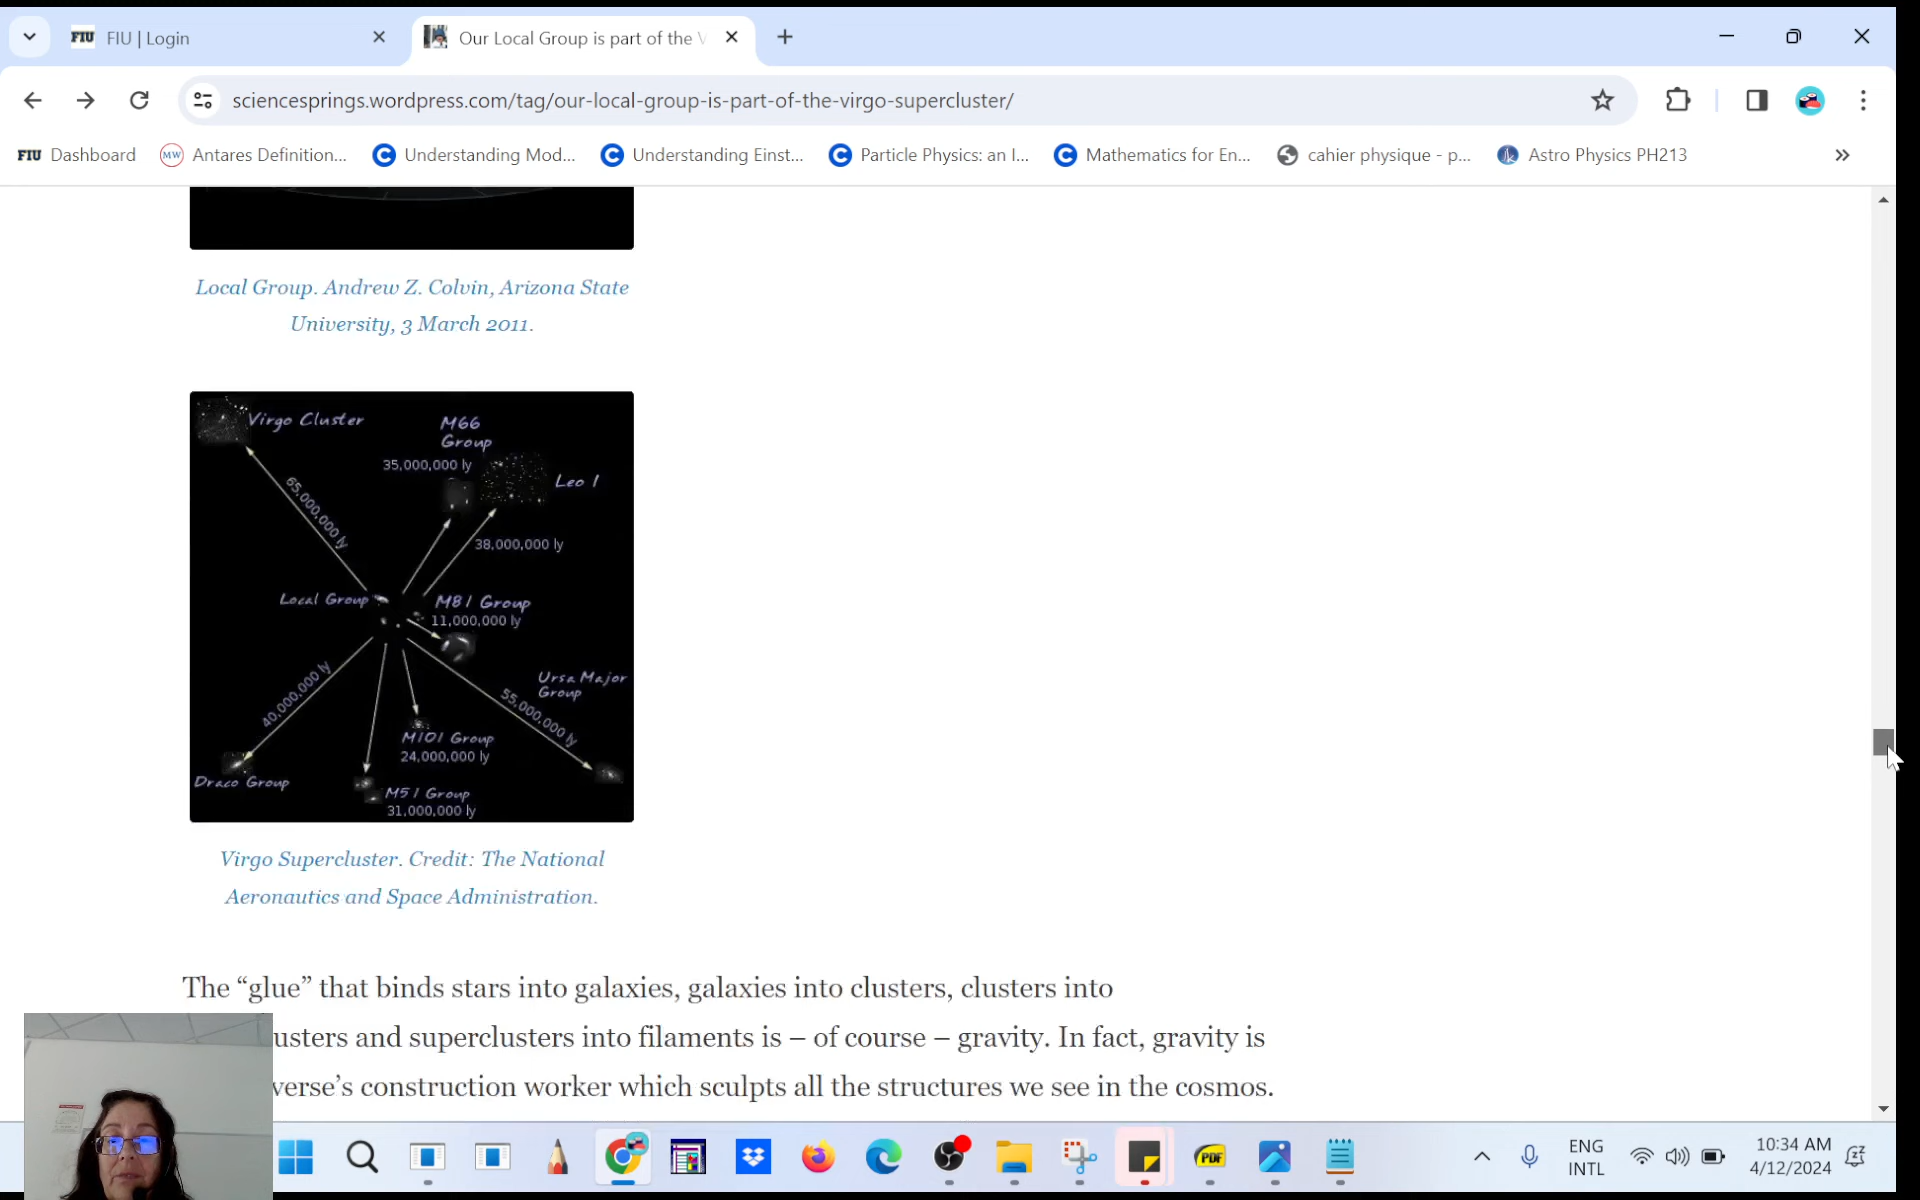 FIU | Login
Our Local Group is part of the V
sciencesprings.wordpress.com/tag/our-local-group-is-part-of-the-virgo-supercluster/
FIU Dashboard
MW Antares Definition...
Understanding Mod...
Understanding Einst...
Particle Physics: an I...
Mathematics for En...
cahier physique - p...
Astro Physics PH213
Local Group. Andrew Z. Colvin, Arizona State
University, 3 March 2011.
Virgo Cluster
M66
Group
35,000,000 ly
Leo I
65,000,000 ly
38,000,000 ly
Local Group
M81 Group
11,000,000 ly
Ursa Major
Group
40,000,000 ly
55,000,000 ly
M101 Group
24,000,000 ly
Draco Group
M51 Group
31,000,000 ly
Virgo Supercluster. Credit: The National
Aeronautics and Space Administration.
The “glue” that binds stars into galaxies, galaxies into clusters, clusters into
usters and superclusters into filaments is – of course – gravity. In fact, gravity is
verse’s construction worker which sculpts all the structures we see in the cosmos.
PDF
ENG
INTL
10:34 AM
4/12/2024